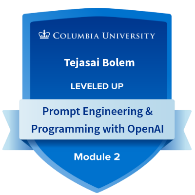 COLUMBIA UNIVERSITY
Tejasai Bolem
LEVELED UP
Prompt Engineering &
Programming with OpenAI
Module 2